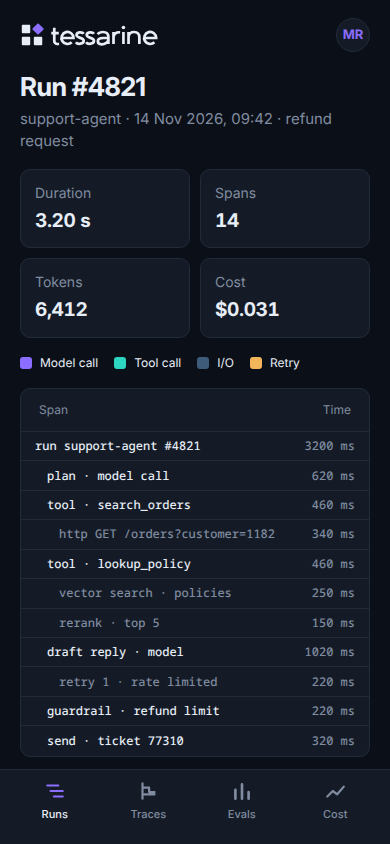 tessarine MR
Run #4821
support-agent · 14 Nov 2026, 09:42 · refund
request
Duration
3.20 s
Spans
14
Tokens
6,412
Cost
$0.031
Model call Tool call I/O Retry
Span Time
run support-agent #4821 3200 ms
plan · model call 620 ms
tool · search_orders 460 ms
http GET /orders?customer=1182 340 ms
tool · lookup_policy 460 ms
vector search · policies 250 ms
rerank · top 5 150 ms
draft reply · model 1020 ms
retry 1 · rate limited 220 ms
guardrail · refund limit 220 ms
send · ticket 77310 320 ms
Runs Traces Evals Cost